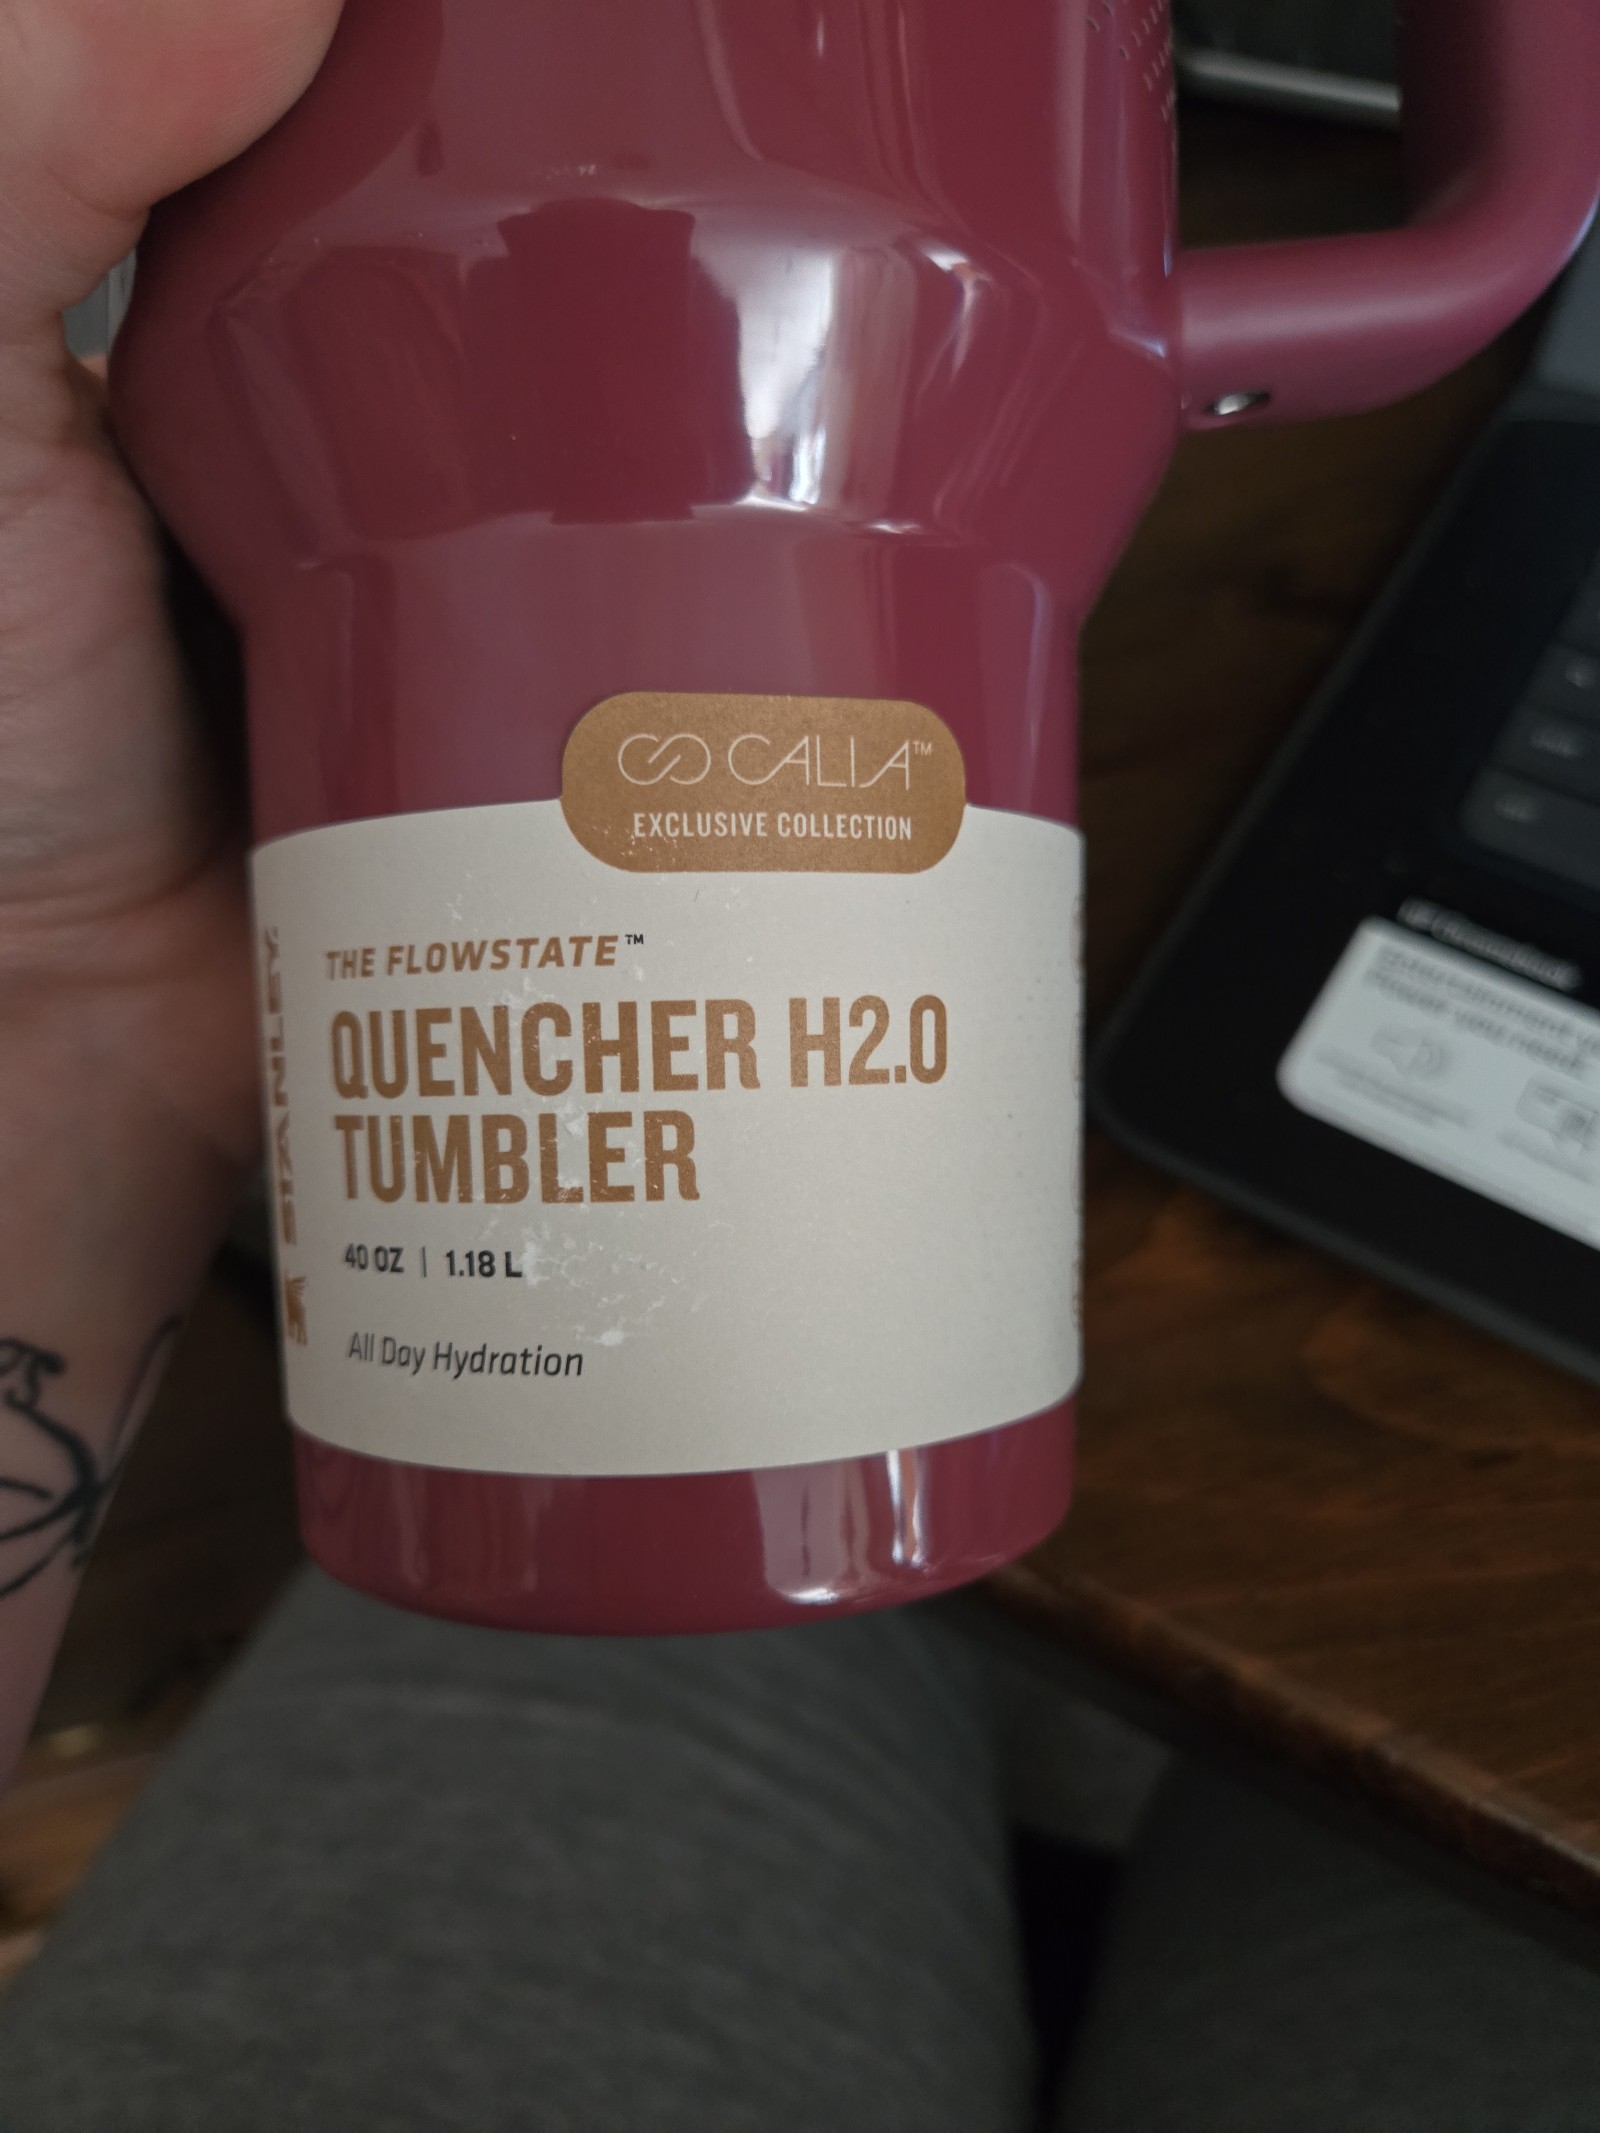 CALIA™
EXCLUSIVE COLLECTION
STANLEY
THE FLOWSTATE™
QUENCHER H2.0
TUMBLER
40 OZ | 1.18 L
All Day Hydration